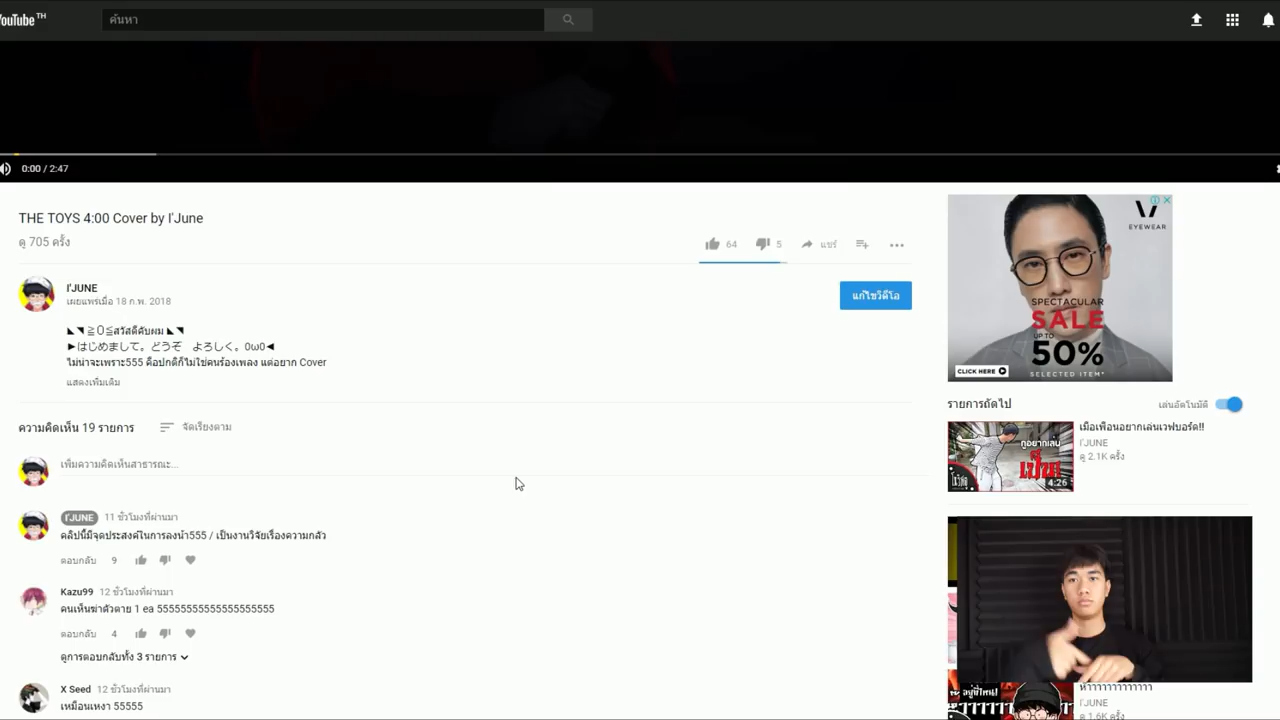 YouTube TH
ค้นหา
0:00 / 2:47
THE TOYS 4:00 Cover by I'June
ดู 705 ครั้ง
64
5
แชร์
I'JUNE
เผยแพร่เมื่อ 18 ก.พ. 2018
แก้ไขวิดีโอ
◣◥≧0≦สวัสดีคับผม◣◥
►はじめまして。どうぞ よろしく。0ω0◄
ไม่น่าจะเพราะ555 คือปกติก็ไม่ใช่คนร้องเพลง แต่อยาก Cover
แสดงเพิ่มเติม
ความคิดเห็น 19 รายการ
จัดเรียงตาม
เพิ่มความคิดเห็นสาธารณะ...
I'JUNE 11 ชั่วโมงที่ผ่านมา
คลิปนี้มีจุดประสงค์ในการลงน้า555 / เป็นงานวิจัยเรื่องความกลัว
ตอบกลับ 9
Kazu99 12 ชั่วโมงที่ผ่านมา
คนเห็นฆ่าตัวตาย 1 ea 55555555555555555555
ตอบกลับ 4
ดูการตอบกลับทั้ง 3 รายการ
X Seed 12 ชั่วโมงที่ผ่านมา
เหมือนเหงา 55555
EYEWEAR
SPECTACULAR
SALE
UP TO
50%
SELECTED ITEM*
CLICK HERE
รายการถัดไป
เล่นอัตโนมัติ
กูอยากเล่น
เป็น
4:26
เมื่อเพื่อนอยากเล่นเวฟบอร์ด!!
I'JUNE
ดู 2.1K ครั้ง
I'JUNE
ดู 1.6K ครั้ง